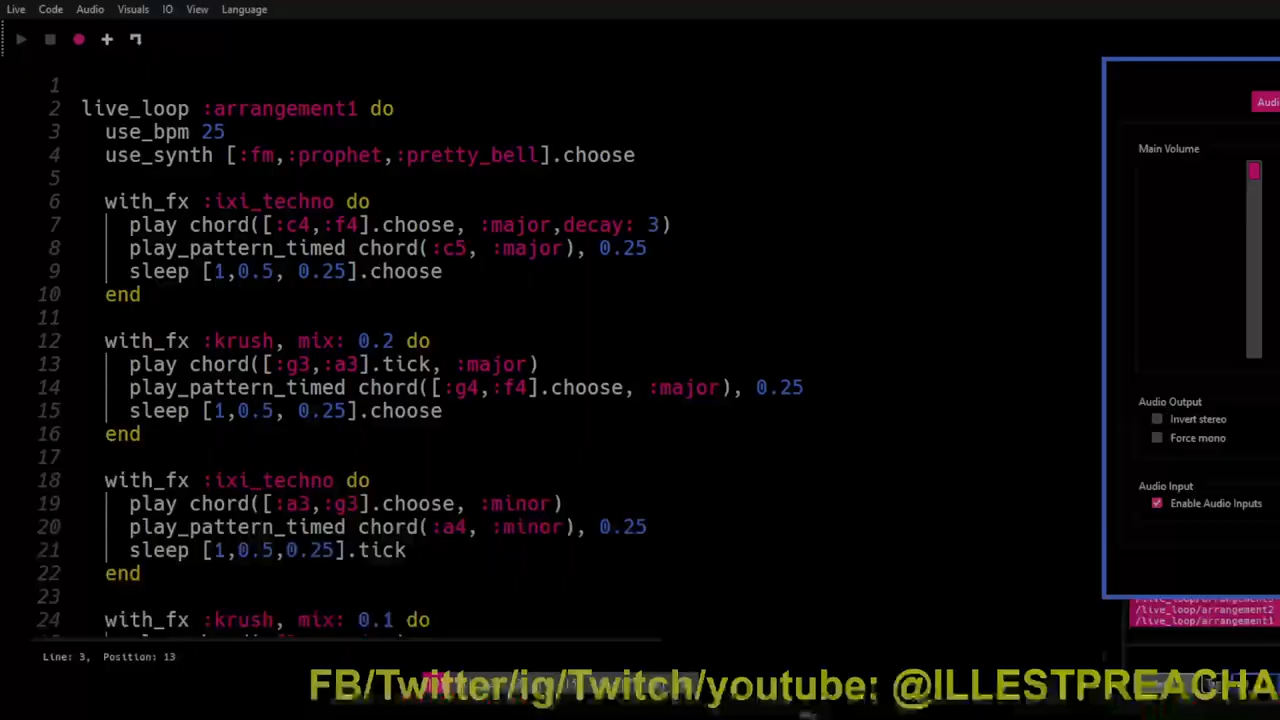 Live Code Audio Visuals IO View Language
1
2 live_loop :arrangement1 do
3 use_bpm 25
4 use_synth [:fm,:prophet,:pretty_bell].choose
5
6 with_fx :ixi_techno do
7 play chord([:c4,:f4].choose, :major,decay: 3)
8 play_pattern_timed chord(:c5, :major), 0.25
9 sleep [1,0.5, 0.25].choose
10 end
11
12 with_fx :krush, mix: 0.2 do
13 play chord([:g3,:a3].tick, :major)
14 play_pattern_timed chord([:g4,:f4].choose, :major), 0.25
15 sleep [1,0.5, 0.25].choose
16 end
17
18 with_fx :ixi_techno do
19 play chord([:a3,:g3].choose, :minor)
20 play_pattern_timed chord(:a4, :minor), 0.25
21 sleep [1,0.5,0.25].tick
22 end
23
24 with_fx :krush, mix: 0.1 do
Line: 3, Position: 13
Audi
Main Volume
Audio Output
Invert stereo
Force mono
Audio Input
Enable Audio Inputs
/live_loop/arrangement2
/live_loop/arrangement1
FB/Twitter/ig/Twitch/youtube: @ILLESTPREACHA